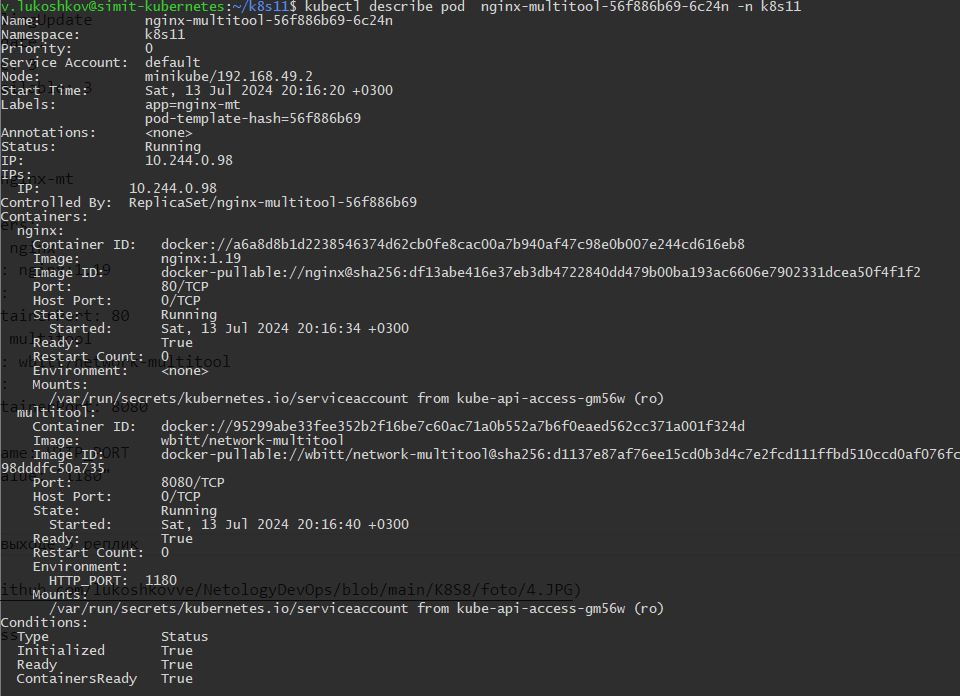 v.lukoshkov@simit-kubernetes:~/k8s11$ kubectl describe pod  nginx-multitool-56f886b69-6c24n -n k8s11
Name:             nginx-multitool-56f886b69-6c24n
Namespace:        k8s11
Priority:         0
Service Account:  default
Node:             minikube/192.168.49.2
Start Time:       Sat, 13 Jul 2024 20:16:20 +0300
Labels:           app=nginx-mt
                  pod-template-hash=56f886b69
Annotations:      <none>
Status:           Running
IP:               10.244.0.98
IPs:
  IP:           10.244.0.98
Controlled By:  ReplicaSet/nginx-multitool-56f886b69
Containers:
  nginx:
    Container ID:   docker://a6a8d8b1d2238546374d62cb0fe8cac00a7b940af47c98e0b007e244cd616eb8
    Image:          nginx:1.19
    Image ID:       docker-pullable://nginx@sha256:df13abe416e37eb3db4722840dd479b00ba193ac6606e7902331dcea50f4f1f2
    Port:           80/TCP
    Host Port:      0/TCP
    State:          Running
      Started:      Sat, 13 Jul 2024 20:16:34 +0300
    Ready:          True
    Restart Count:  0
    Environment:    <none>
    Mounts:
      /var/run/secrets/kubernetes.io/serviceaccount from kube-api-access-gm56w (ro)
  multitool:
    Container ID:   docker://95299abe33fee352b2f16be7c60ac71a0b552a7b6f0eaed562cc371a001f324d
    Image:          wbitt/network-multitool
    Image ID:       docker-pullable://wbitt/network-multitool@sha256:d1137e87af76ee15cd0b3d4c7e2fcd111ffbd510ccd0af076fc
98dddfc50a735
    Port:           8080/TCP
    Host Port:      0/TCP
    State:          Running
      Started:      Sat, 13 Jul 2024 20:16:40 +0300
    Ready:          True
    Restart Count:  0
    Environment:
      HTTP_PORT:  1180
    Mounts:
      /var/run/secrets/kubernetes.io/serviceaccount from kube-api-access-gm56w (ro)
Conditions:
  Type              Status
  Initialized       True
  Ready             True
  ContainersReady   True